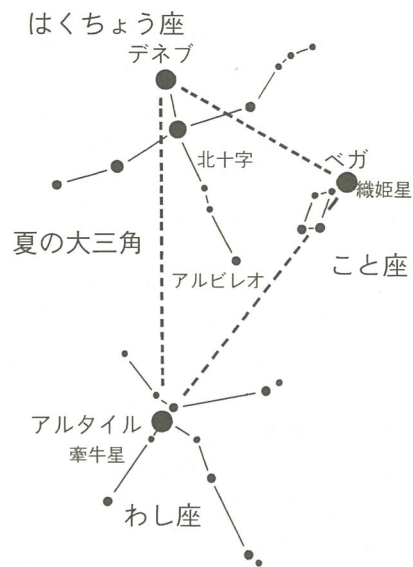 はくちょう座
デネブ
北十字
ベガ
織姫星
夏の大三角
アルビレオ
こと座
アルタイル
牽牛星
わし座